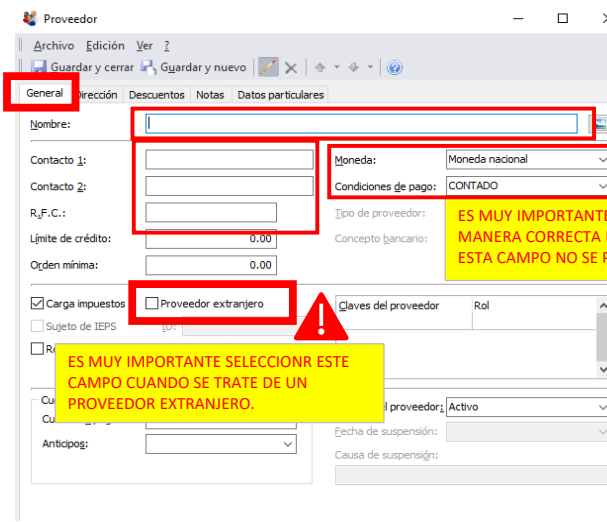 Proveedor
Archivo Edición Ver ?
Guardar y cerrar Guardar y nuevo
General Dirección Descuentos Notas Datos particulares
Nombre:
Contacto 1:
Moneda: Moneda nacional
Contacto 2:
Condiciones de pago: CONTADO
R.F.C.:
Tipo de proveedor:
Límite de crédito: 0.00
Concepto bancario:
Orden mínima: 0.00
ES MUY IMPORTANTE
MANERA CORRECTA
ESTA CAMPO NO SE
Carga impuestos Proveedor extranjero
Claves del proveedor Rol
Sujeto de IEPS ID:
ES MUY IMPORTANTE SELECCIONR ESTE
CAMPO CUANDO SE TRATE DE UN
PROVEEDOR EXTRANJERO.
proveedor: Activo
Fecha de suspensión:
Anticipos:
Causa de suspensión: